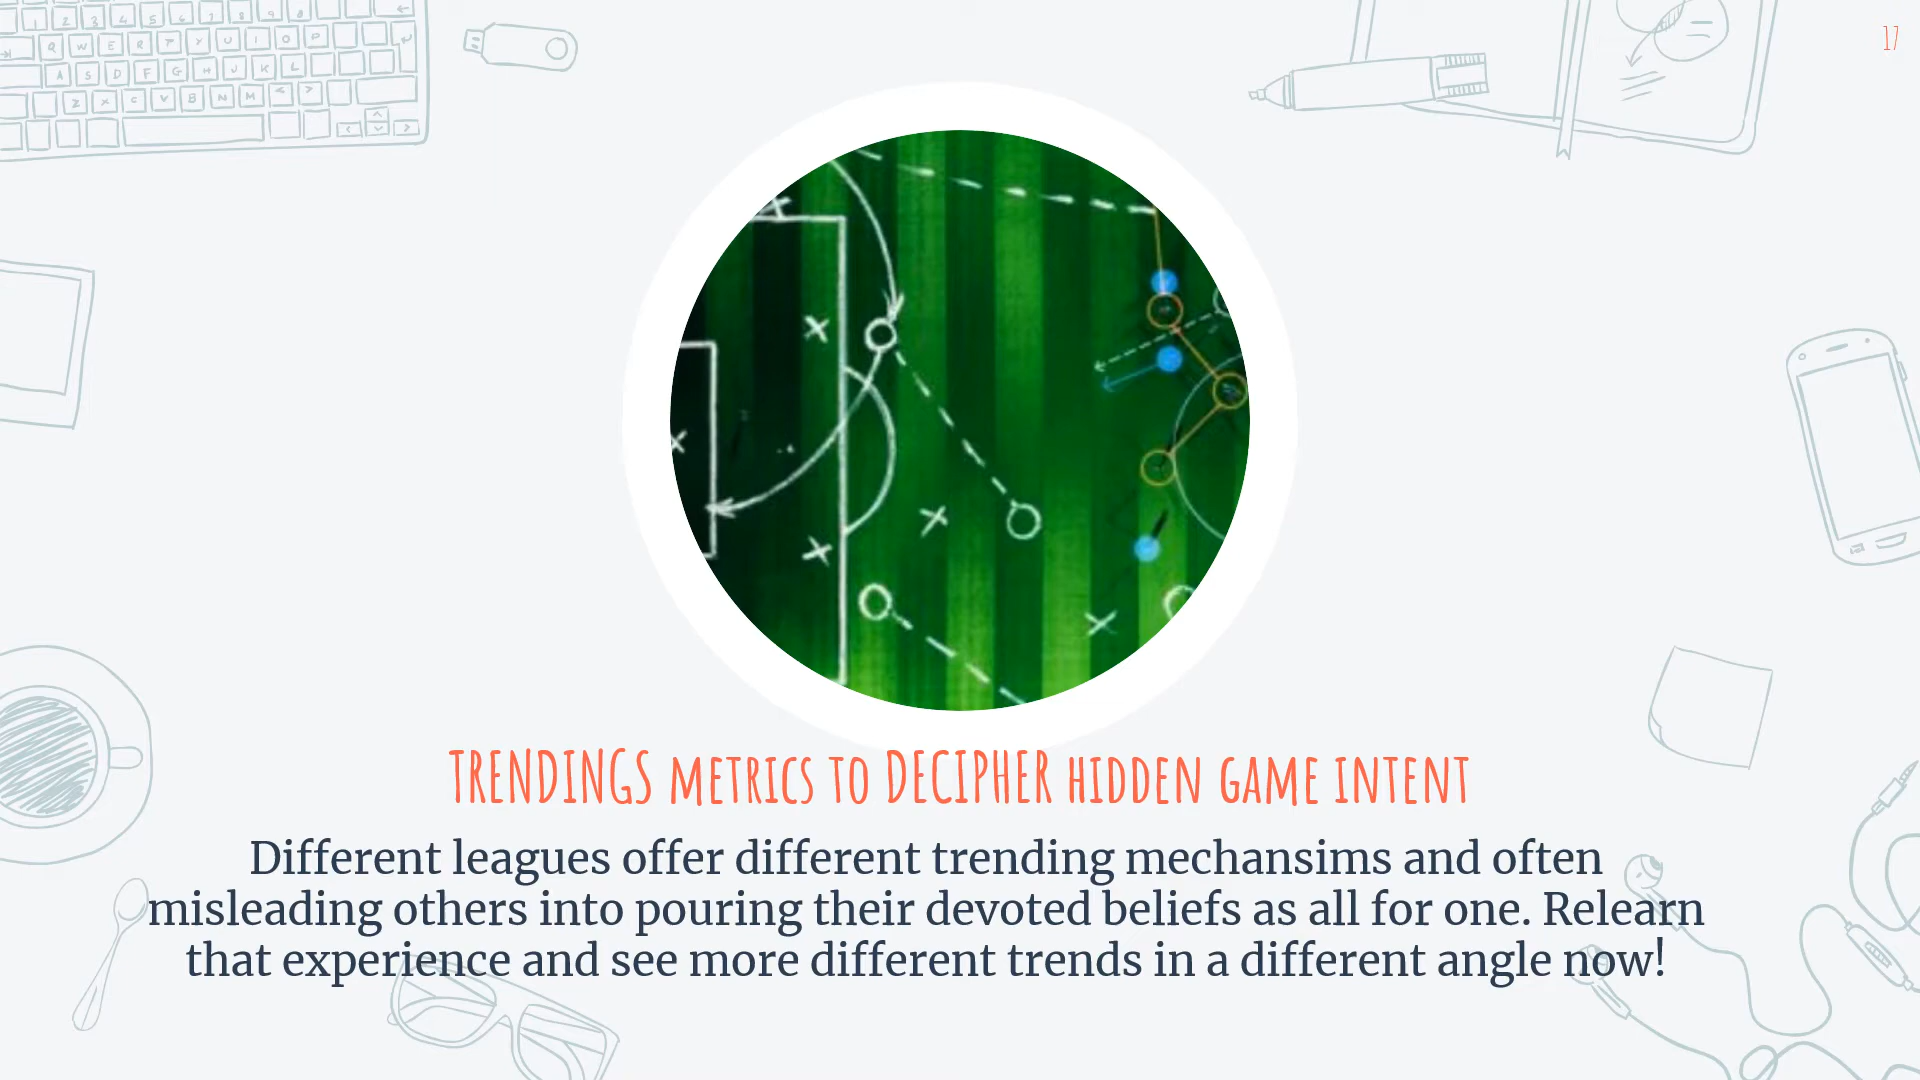 17
TRENDINGS METRICS TO DECIPHER HIDDEN GAME INTENT
Different leagues offer different trending mechansims and often
misleading others into pouring their devoted beliefs as all for one. Relearn
that experience and see more different trends in a different angle now!